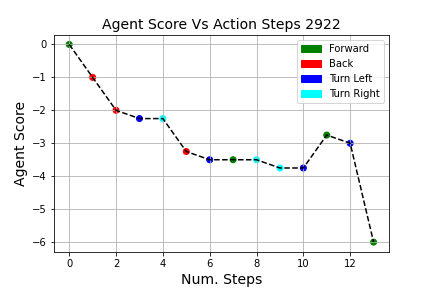 Agent Score Vs Action Steps 2922
Forward
Back
Turn Left
Turn Right
0
−1
−2
−3
−4
−5
−6
Agent Score
0 2 4 6 8 10 12
Num. Steps